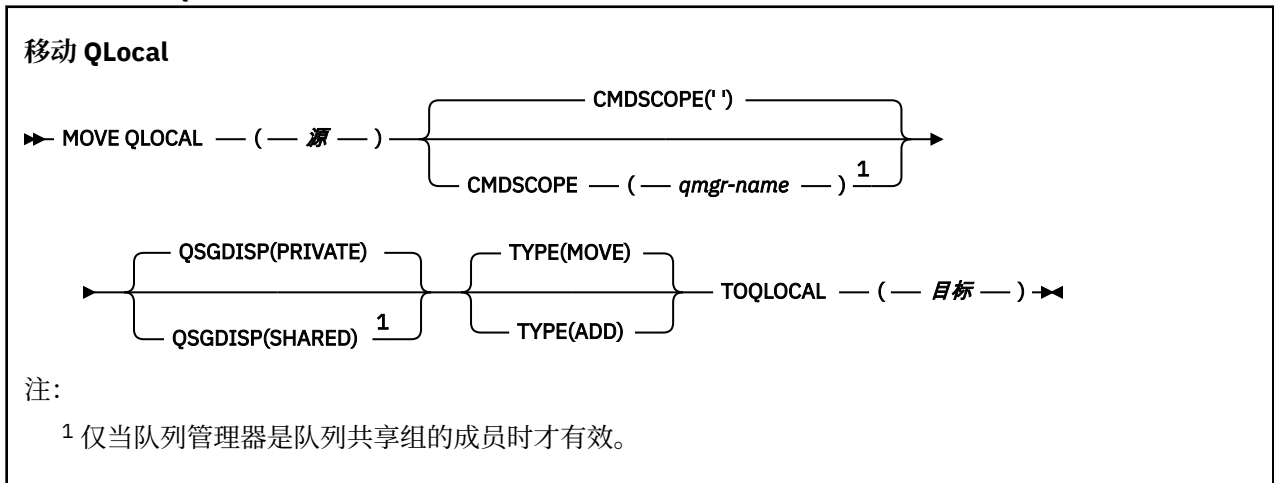 移动 QLocal
CMDSCOPE(' ')
MOVE QLOCAL ( 源 )
CMDSCOPE ( qmgr-name ) 1
QSGDISP(PRIVATE) TYPE(MOVE)
TOQLOCAL ( 目标 )
QSGDISP(SHARED) 1 TYPE(ADD)
注:
1 仅当队列管理器是队列共享组的成员时才有效。